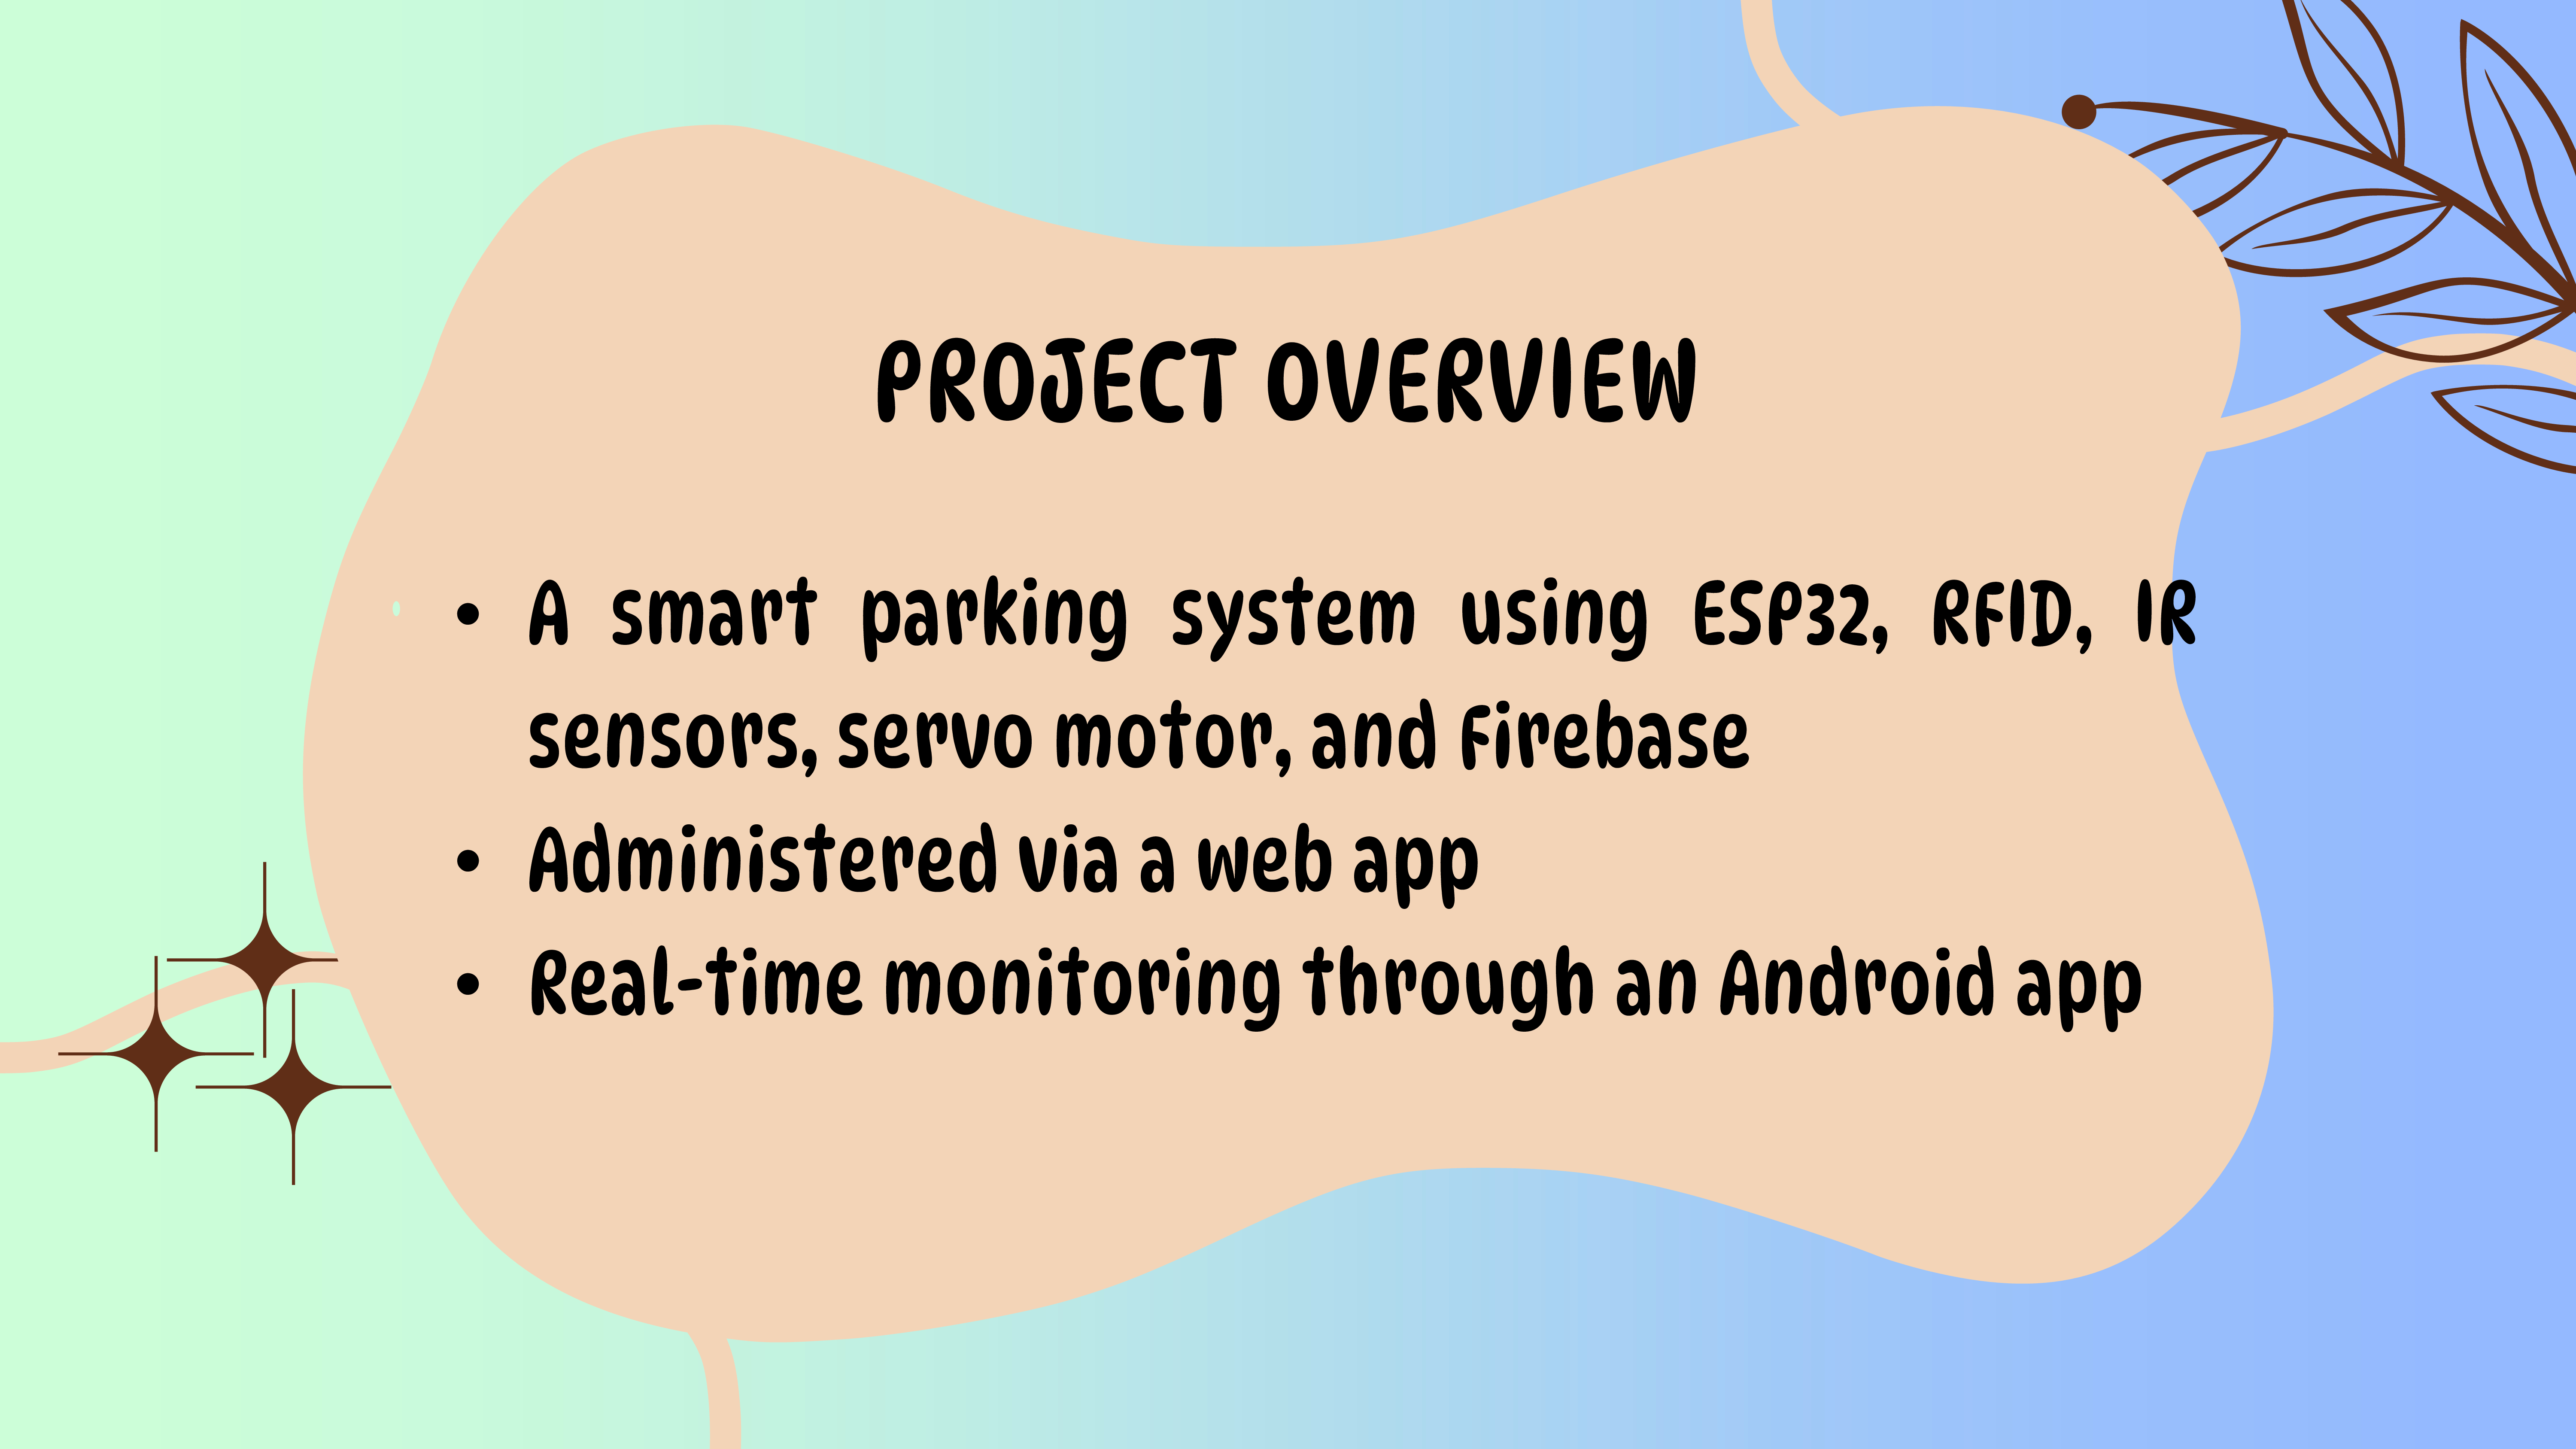 PROJECT OVERVIEW
• A smart parking system using ESP32, RFID, IR
sensors, servo motor, and Firebase
• Administered via a web app
• Real-time monitoring through an Android app